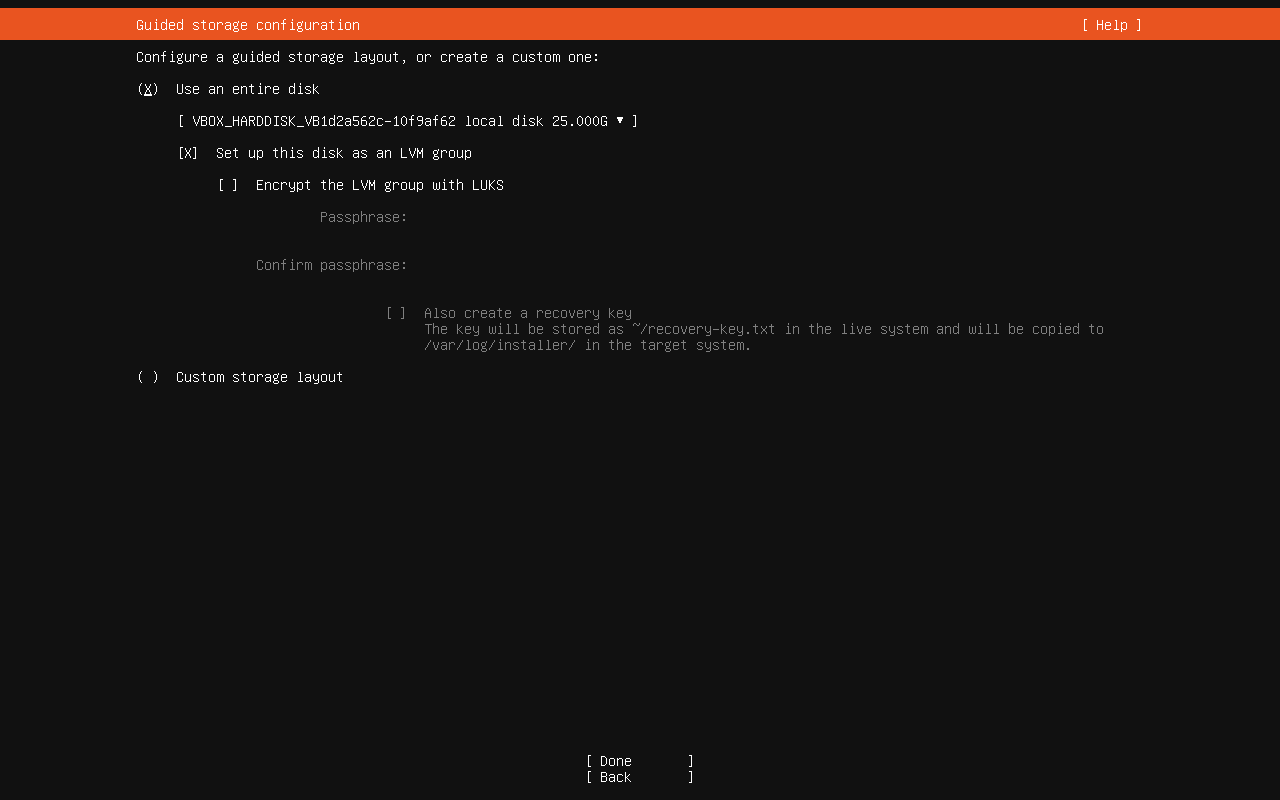 Guided storage configuration [ Help ]
Configure a guided storage layout, or create a custom one:
(X) Use an entire disk
[ VBOX_HARDDISK_VB1d2a562c-10f9af62 local disk 25.000G ▾ ]
[X] Set up this disk as an LVM group
[ ] Encrypt the LVM group with LUKS
Passphrase:
Confirm passphrase:
[ ] Also create a recovery key
The key will be stored as ~/recovery-key.txt in the live system and will be copied to
/var/log/installer/ in the target system.
( ) Custom storage layout
[ Done ]
[ Back ]